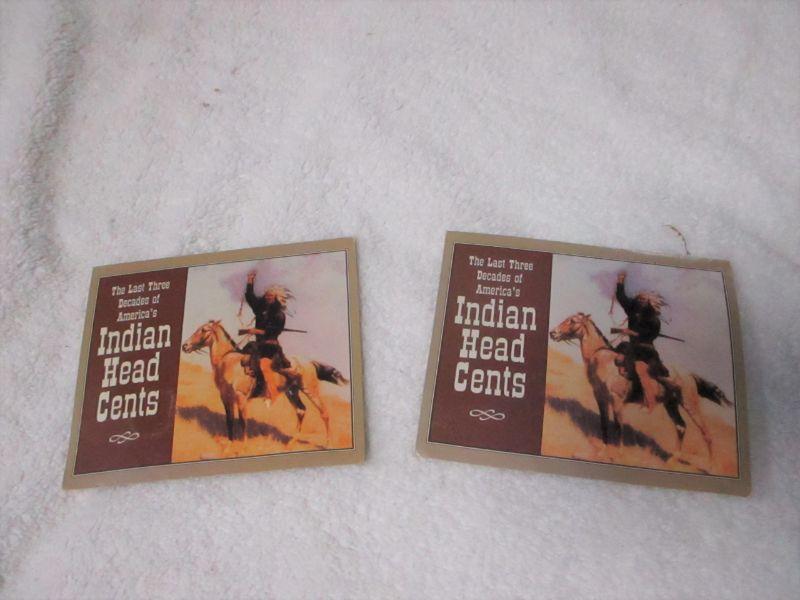 The Last Three
Decades of
America's
Indian
Head
Cents
The Last Three
Decades of
America's
Indian
Head
Cents